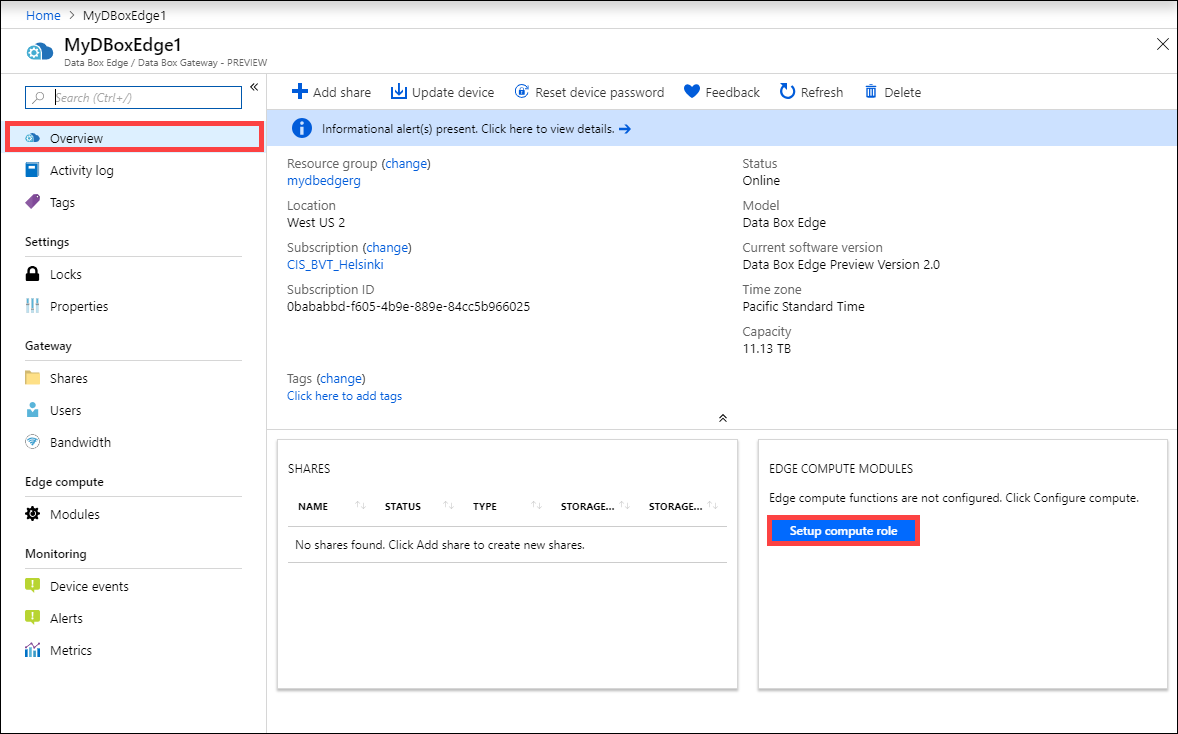 Home > MyDBoxEdge1
MyDBoxEdge1
Data Box Edge / Data Box Gateway - PREVIEW
Search (Ctrl+/)
Overview
Activity log
Tags
Settings
Locks
Properties
Gateway
Shares
Users
Bandwidth
Edge compute
Modules
Monitoring
Device events
Alerts
Metrics
Add share Update device Reset device password Feedback Refresh Delete
Informational alert(s) present. Click here to view details.
Resource group (change)
mydbedgerg
Location
West US 2
Subscription (change)
CIS_BVT_Helsinki
Subscription ID
0bababbd-f605-4b9e-889e-84cc5b966025
Status
Online
Model
Data Box Edge
Current software version
Data Box Edge Preview Version 2.0
Time zone
Pacific Standard Time
Capacity
11.13 TB
Tags (change)
Click here to add tags
SHARES
NAME STATUS TYPE STORAGE... STORAGE...
No shares found. Click Add share to create new shares.
EDGE COMPUTE MODULES
Edge compute functions are not configured. Click Configure compute.
Setup compute role